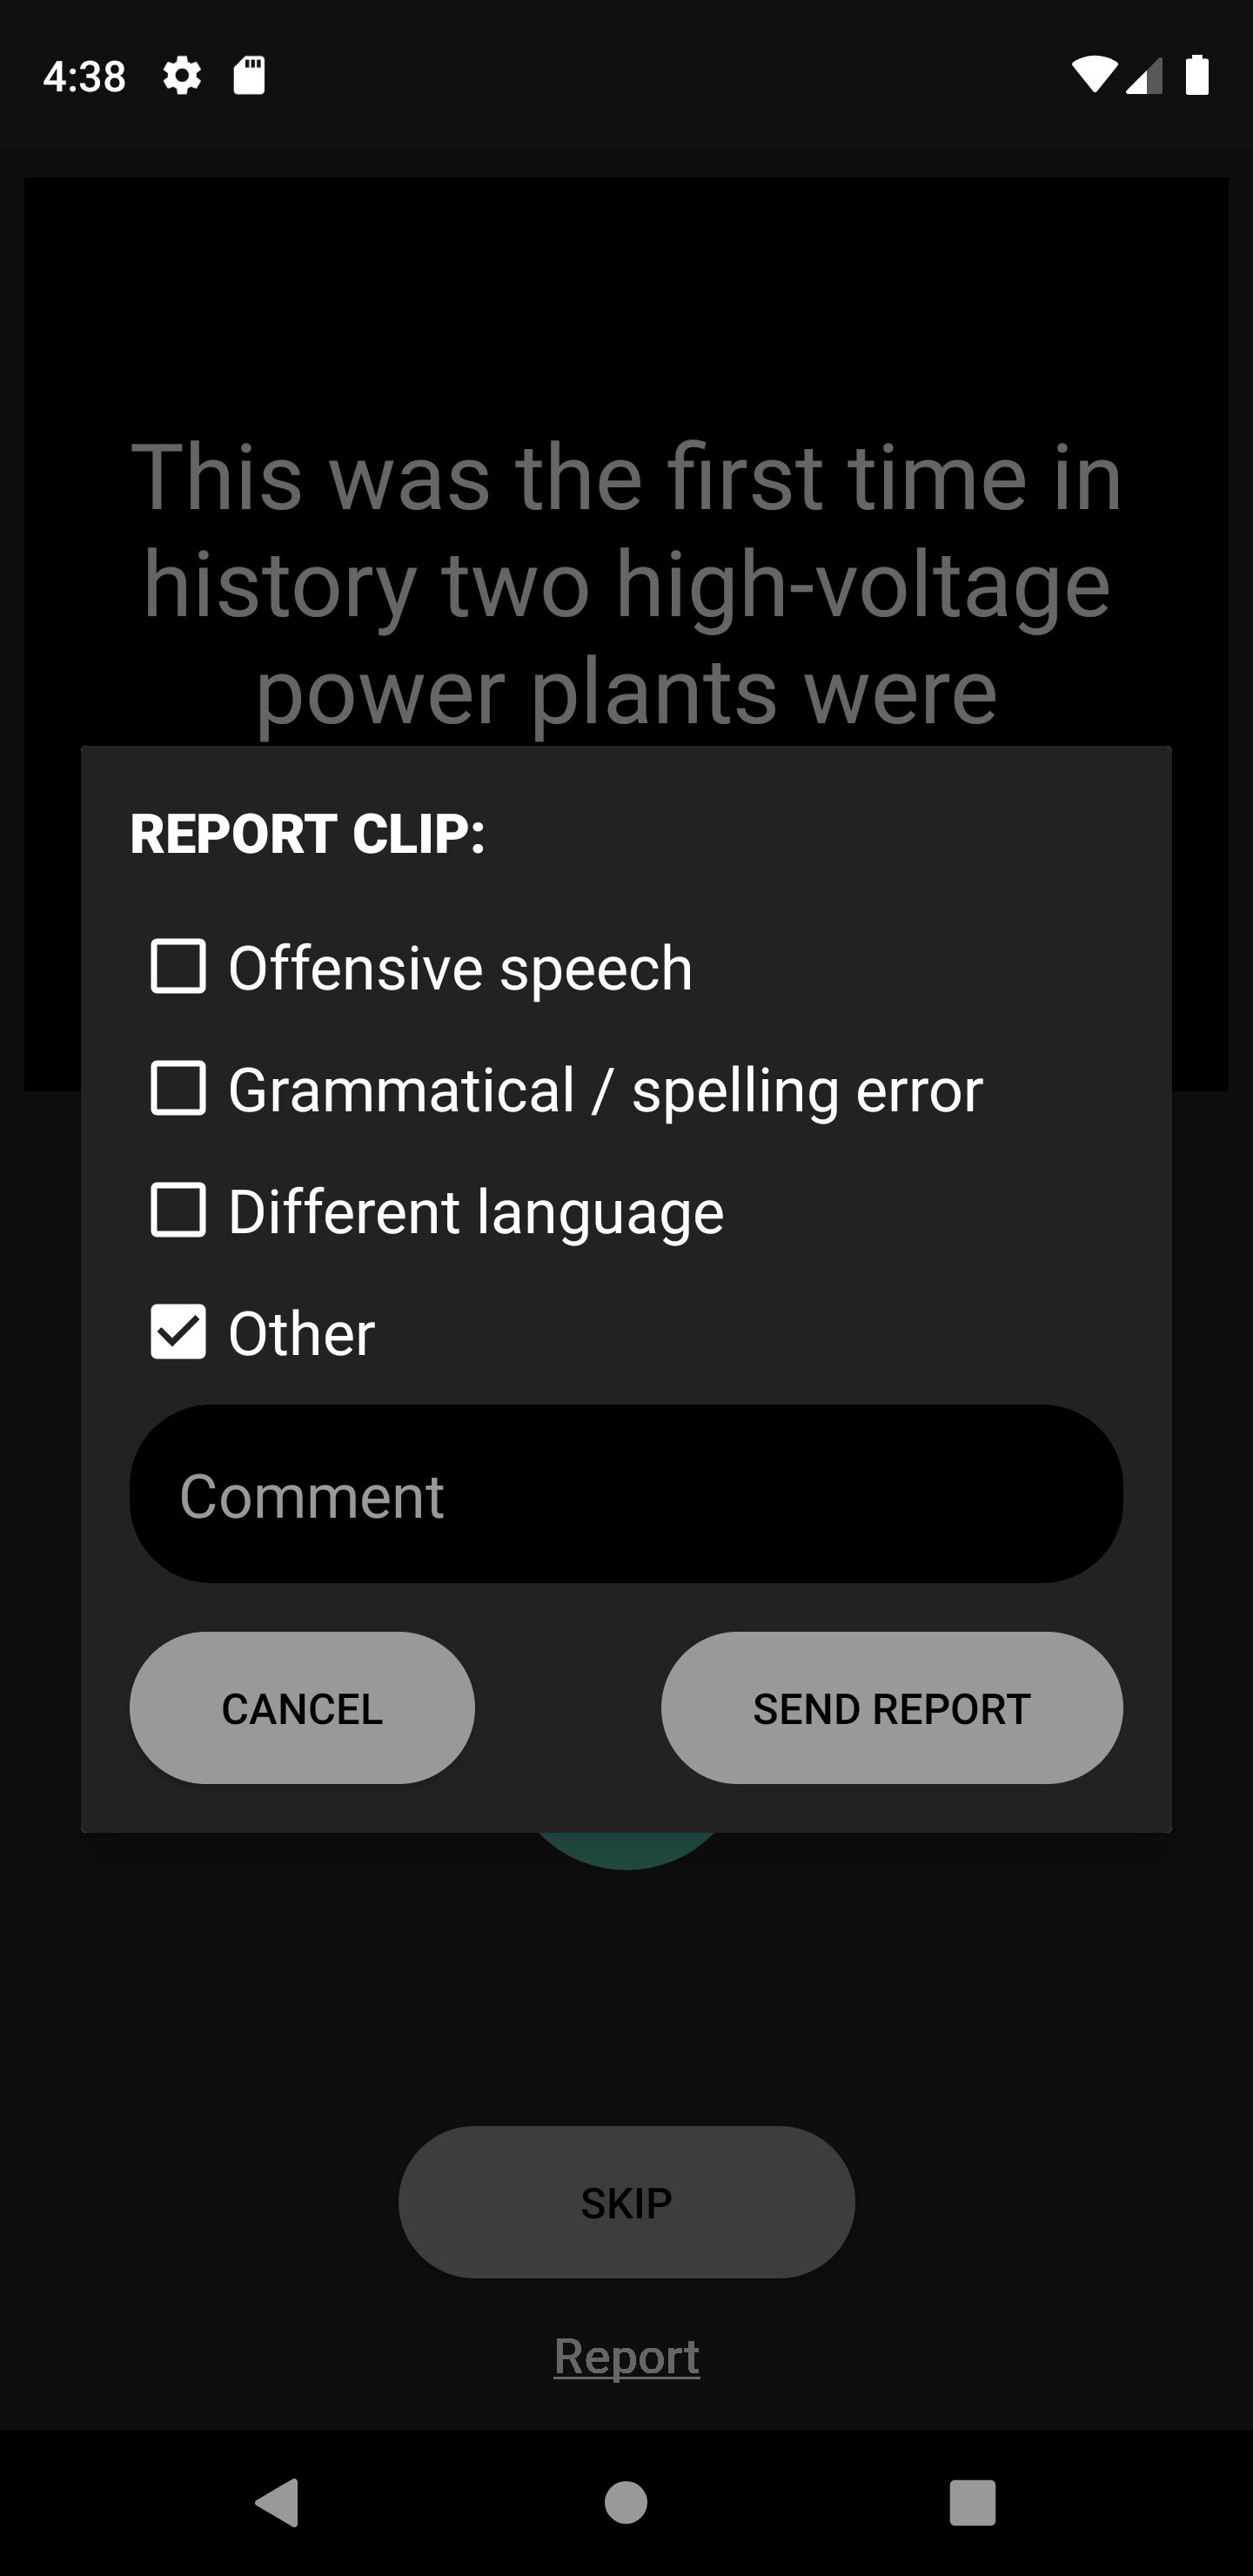 4:38
This was the first time in
history two high-voltage
power plants were
REPORT CLIP:
Offensive speech
Grammatical / spelling error
Different language
Other
Comment
CANCEL
SEND REPORT
SKIP
Report